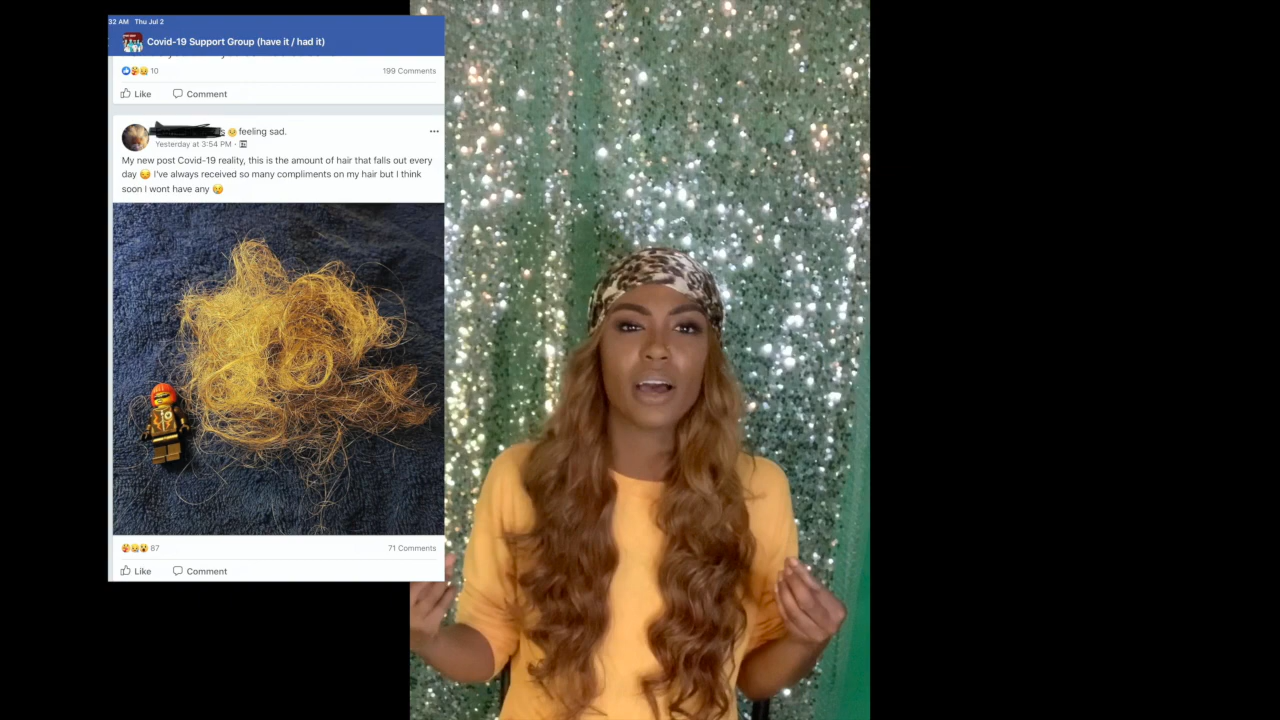 32 AM Thu Jul 2
Covid-19 Support Group (have it / had it)
10
199 Comments
Like Comment
feeling sad.
Yesterday at 3:54 PM ·
My new post Covid-19 reality, this is the amount of hair that falls out every
day 😔 I've always received so many compliments on my hair but I think
soon I wont have any 😢
87
71 Comments
Like Comment